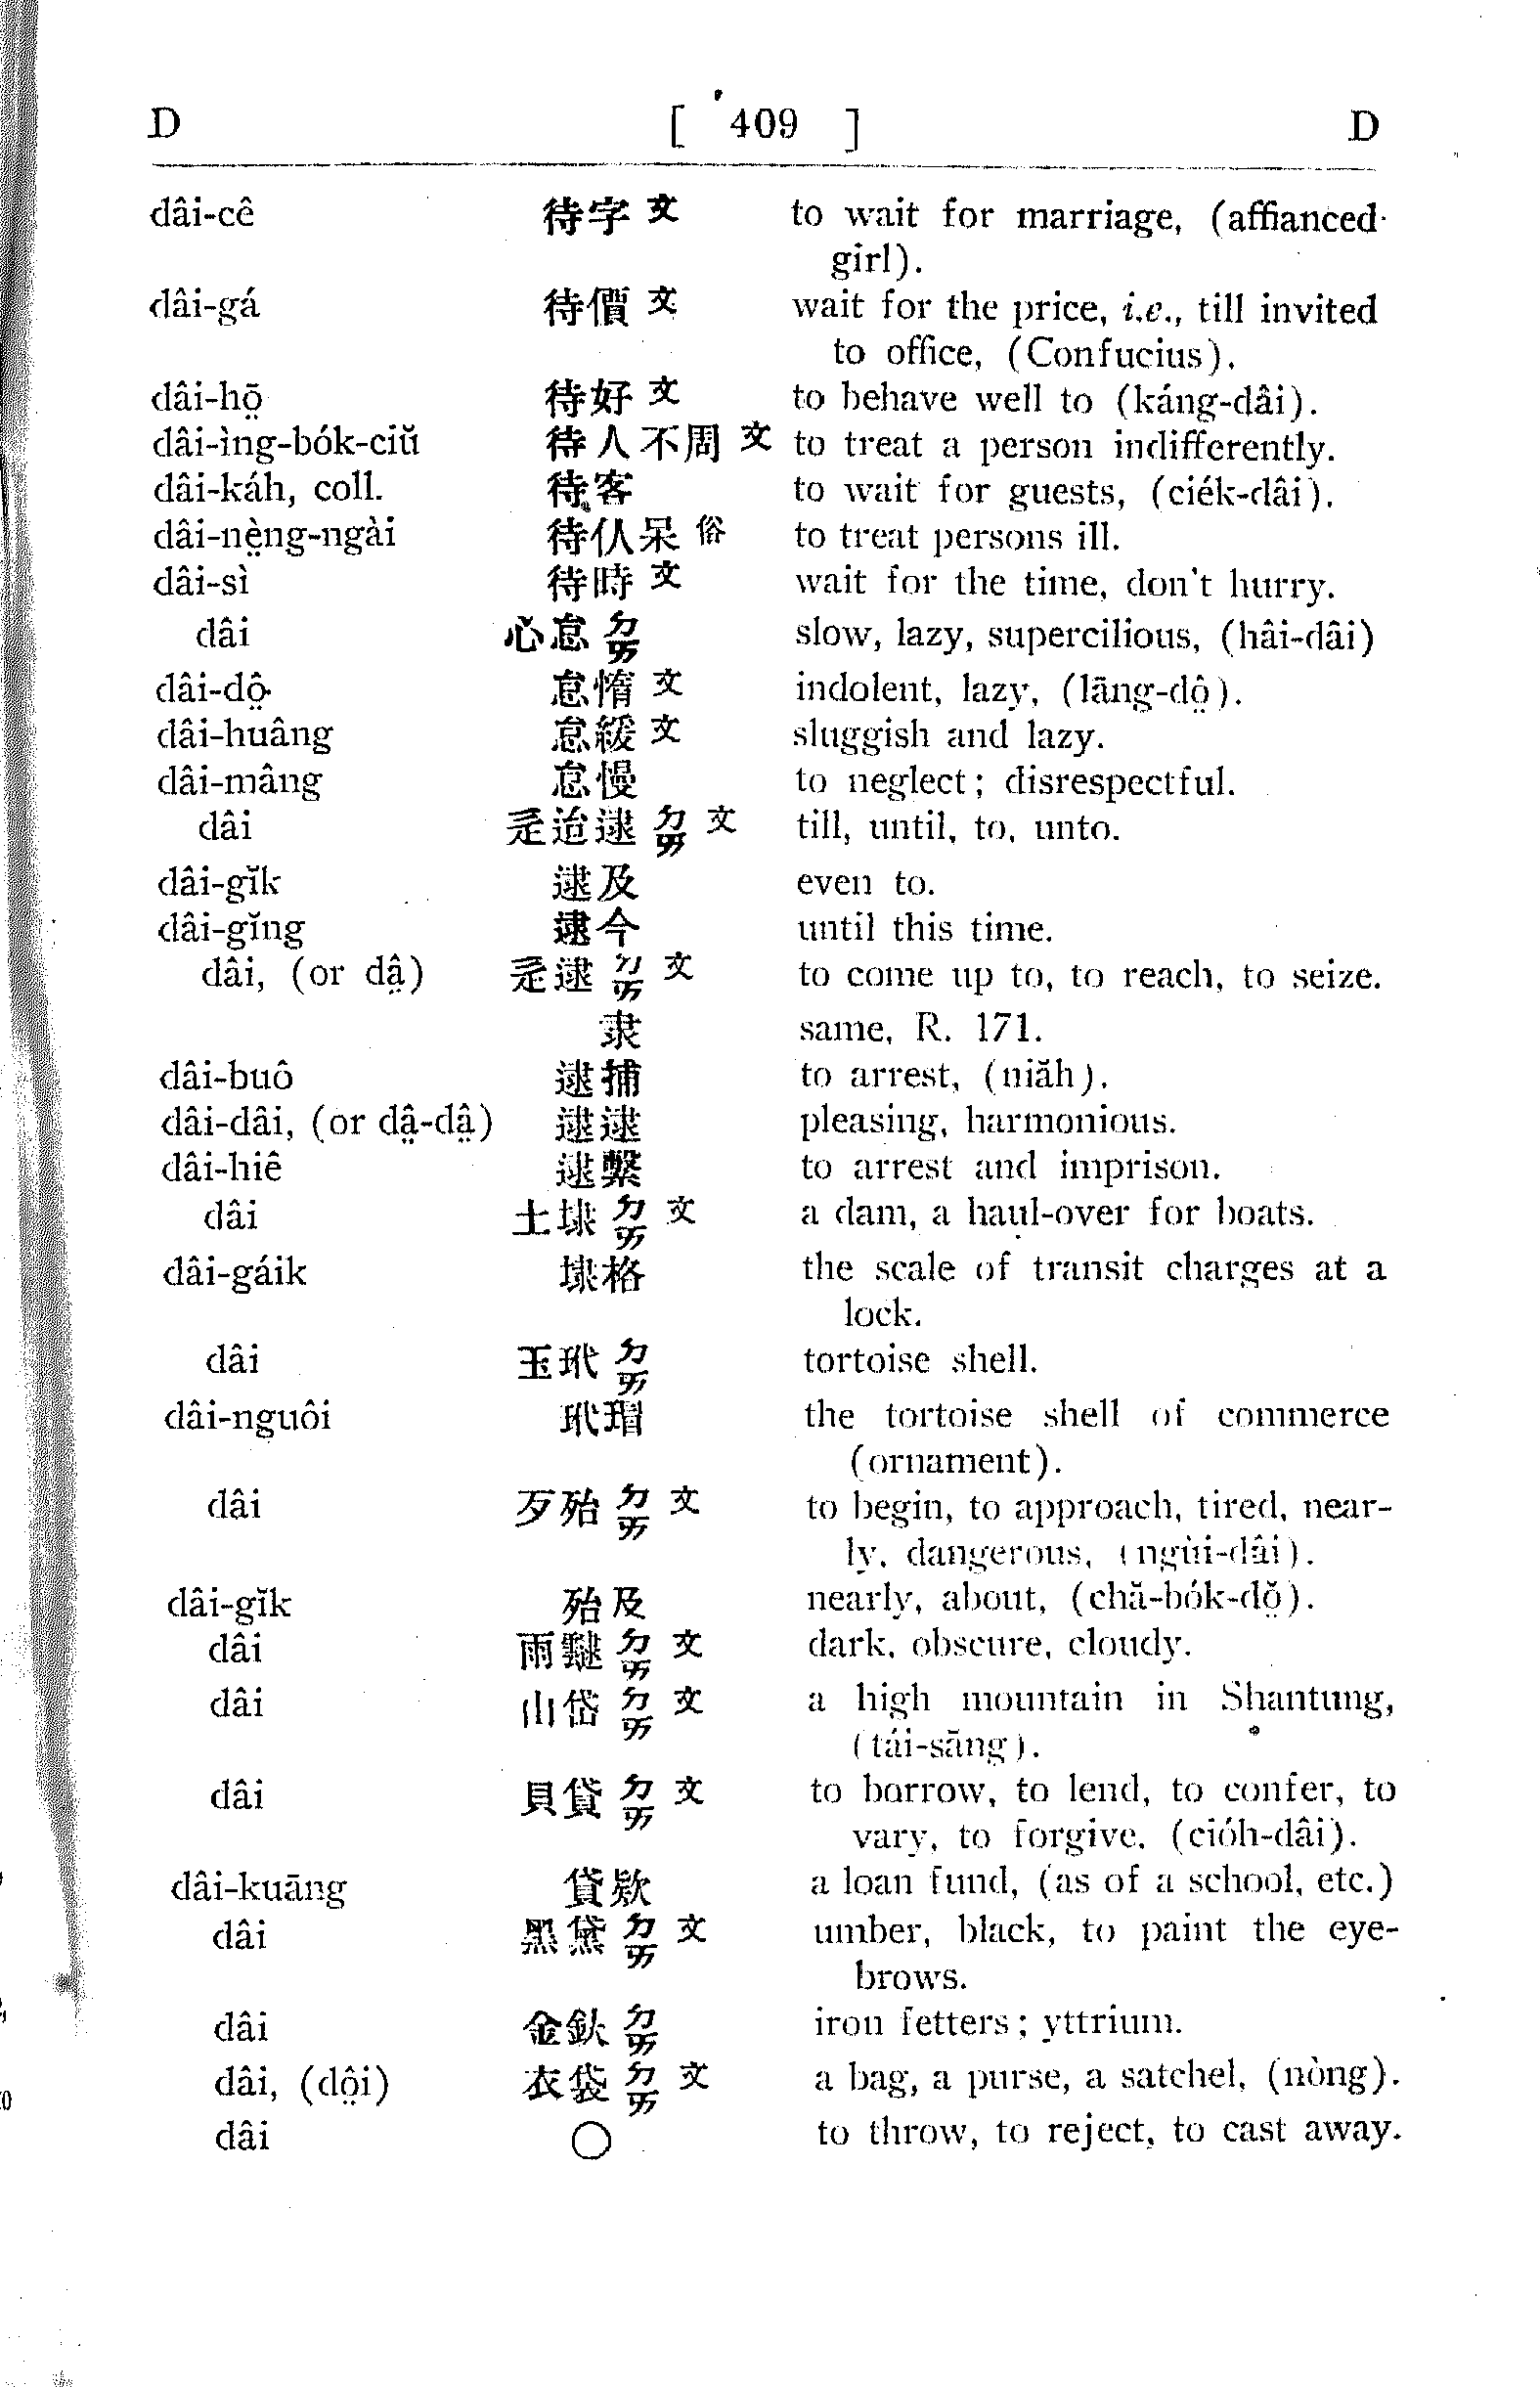 D [ 409 ] D
dâi-cê 待字 文 to wait for marriage, (affianced
girl).
dâi-gá 待價 文 wait for the price, i.e., till invited
to office, (Confucius).
dâi-hō̤ 待好 文 to behave well to (káng-dâi).
dâi-ìng-bók-ciŭ 待人不周 文 to treat a person indifferently.
dâi-káh, coll. 待客 to wait for guests, (ciék-dâi).
dâi-nè̤ng-ngài 待㐺呆 俗 to treat persons ill.
dâi-sì 待時 文 wait for the time, don't hurry.
dâi 心怠 ㄉㄞ slow, lazy, supercilious, (hâi-dâi)
dâi-dô̤ 怠惰 文 indolent, lazy, (lāng-dô̤).
dâi-huâng 怠緩 文 sluggish and lazy.
dâi-mâng 怠慢 to neglect; disrespectful.
dâi 辵迨逮 ㄉㄞ 文 till, until, to, unto.
dâi-gĭk 逮及 even to.
dâi-gĭng 逮今 until this time.
dâi, (or dâ̤) 辵逮 ㄉㄞ 文 to come up to, to reach, to seize.
隶 same, R. 171.
dâi-buô 逮捕 to arrest, (niăh).
dâi-dâi, (or dâ̤-dâ̤) 逮逮 pleasing, harmonious.
dâi-hiê 逮繫 to arrest and imprison.
dâi 土埭 ㄉㄞ 文 a dam, a haul-over for boats.
dâi-gáik 埭格 the scale of transit charges at a
lock.
dâi 玉玳 ㄉㄞ tortoise shell.
dâi-nguôi 玳瑁 the tortoise shell of commerce
(ornament).
dâi 歹殆 ㄉㄞ 文 to begin, to approach, tired, near-
ly, dangerous, (ngùi-dâi).
dâi-gĭk 殆及 nearly, about, (chă-bók-dŏ̤).
dâi 雨靆 ㄉㄞ 文 dark, obscure, cloudy.
dâi 山岱 ㄉㄞ 文 a high mountain in Shantung,
(tái-sāng).
dâi 貝貸 ㄉㄞ 文 to borrow, to lend, to confer, to
vary, to forgive, (cióh-dâi).
dâi-kuāng 貸欵 a loan fund, (as of a school, etc.)
dâi 黑黛 ㄉㄞ 文 umber, black, to paint the eye-
brows.
dâi 金釱 ㄉㄞ iron fetters; yttrium.
dâi, (dô̤i) 衣袋 ㄉㄞ 文 a bag, a purse, a satchel, (nòng).
dâi ◯ to throw, to reject, to cast away.